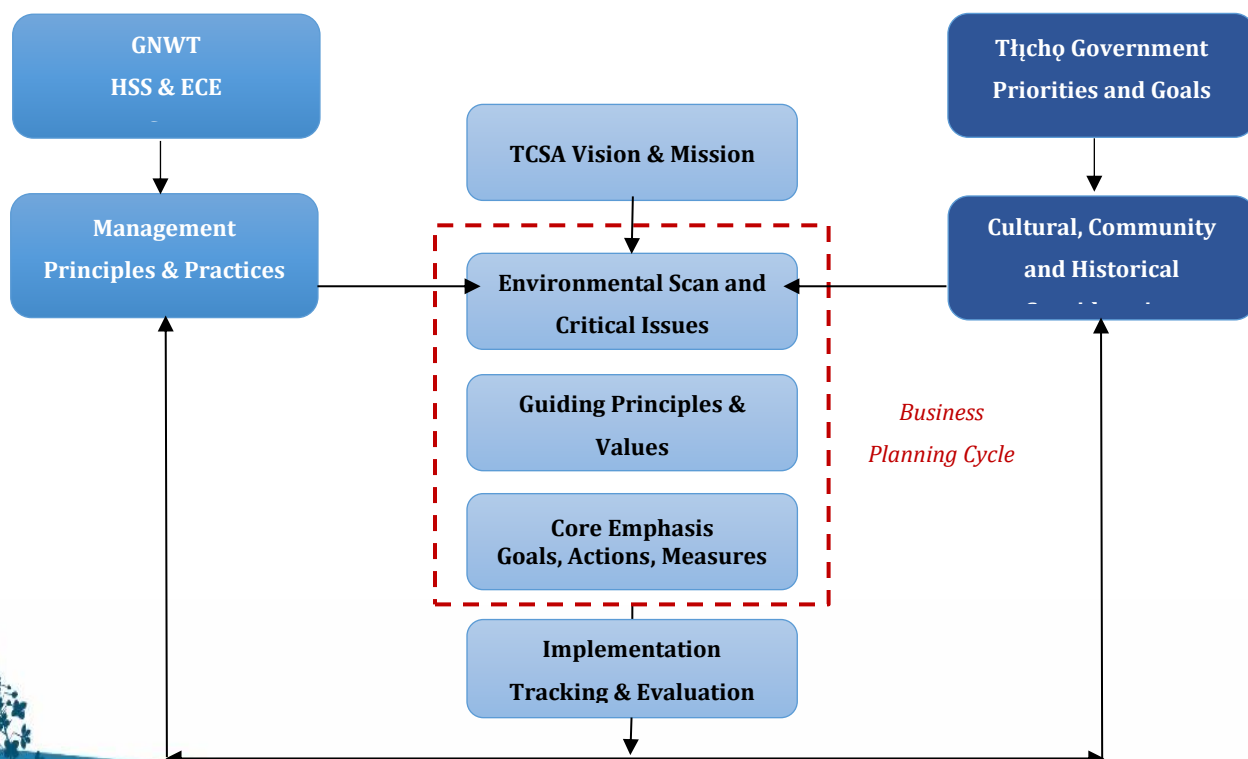 GNWT
HSS & ECE
Tłı̨chǫ Government
Priorities and Goals
TCSA Vision & Mission
Management
Principles & Practices
Cultural, Community
and Historical
Environmental Scan and
Critical Issues
Guiding Principles &
Values
Business
Planning Cycle
Core Emphasis
Goals, Actions, Measures
Implementation
Tracking & Evaluation